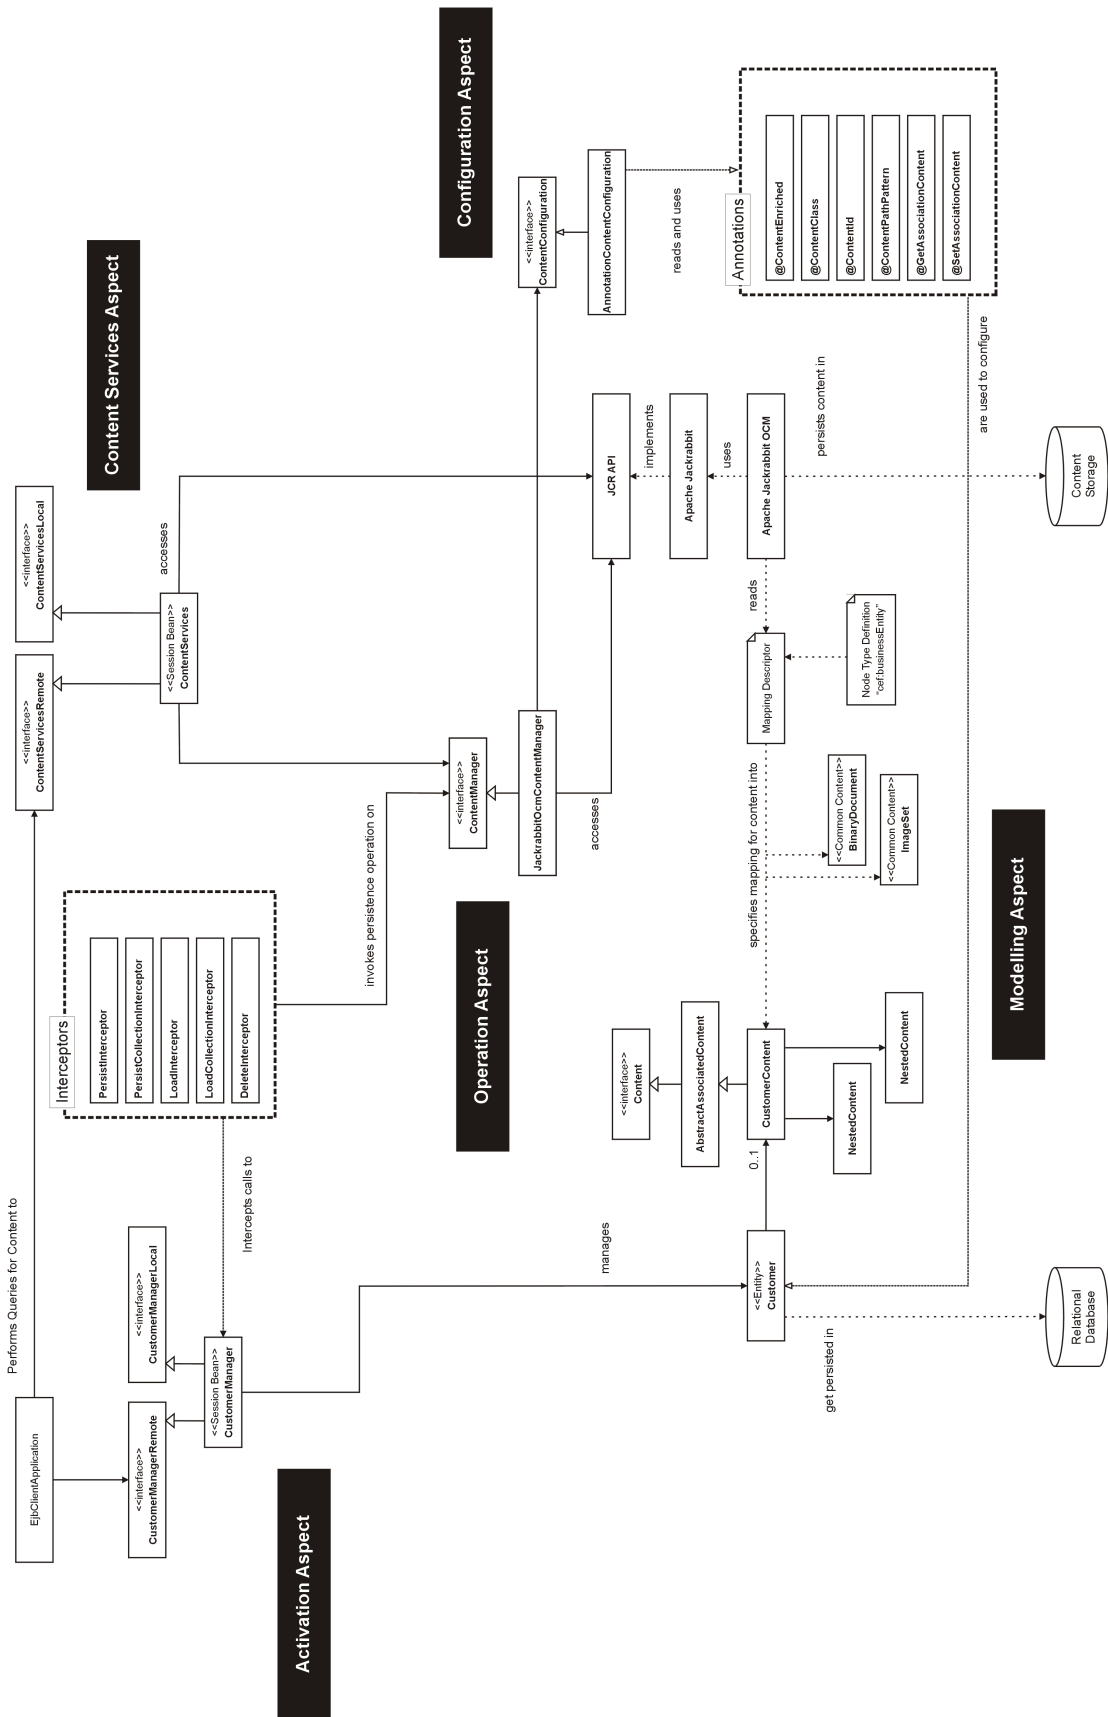 EjbClientApplication
Performs Queries for Content to
<<interface>>
ContentServicesRemote
<<interface>>
ContentServicesLocal
Content Services Aspect
<<interface>>
CustomerManagerRemote
<<interface>>
CustomerManagerLocal
<<Session Bean>>
CustomerManager
Intercepts calls to
Interceptors
PersistInterceptor
PersistCollectionInterceptor
LoadInterceptor
LoadCollectionInterceptor
DeleteInterceptor
<<Session Bean>>
ContentServices
accesses
Activation Aspect
invokes persistence operation on
<<interface>>
ContentManager
JackrabbitOcmContentManager
accesses
Operation Aspect
Configuration Aspect
<<interface>>
ContentConfiguration
AnnotationContentConfiguration
reads and uses
Annotations
@ContentEnriched
@ContentClass
@ContentId
@ContentPathPattern
@GetAssociationContent
@SetAssociationContent
are used to configure
JCR API
implements
Apache Jackrabbit
uses
Apache Jackrabbit OCM
persists content in
Content
Storage
reads
Mapping Descriptor
Node Type Definition
"cef:businessEntity"
specifies mapping for content into
<<Common Content>>
BinaryDocument
<<Common Content>>
ImageSet
manages
<<interface>>
Content
AbstractAssociatedContent
CustomerContent
0..1
NestedContent
NestedContent
<<Entity>>
Customer
get persisted in
Relational
Database
Modelling Aspect